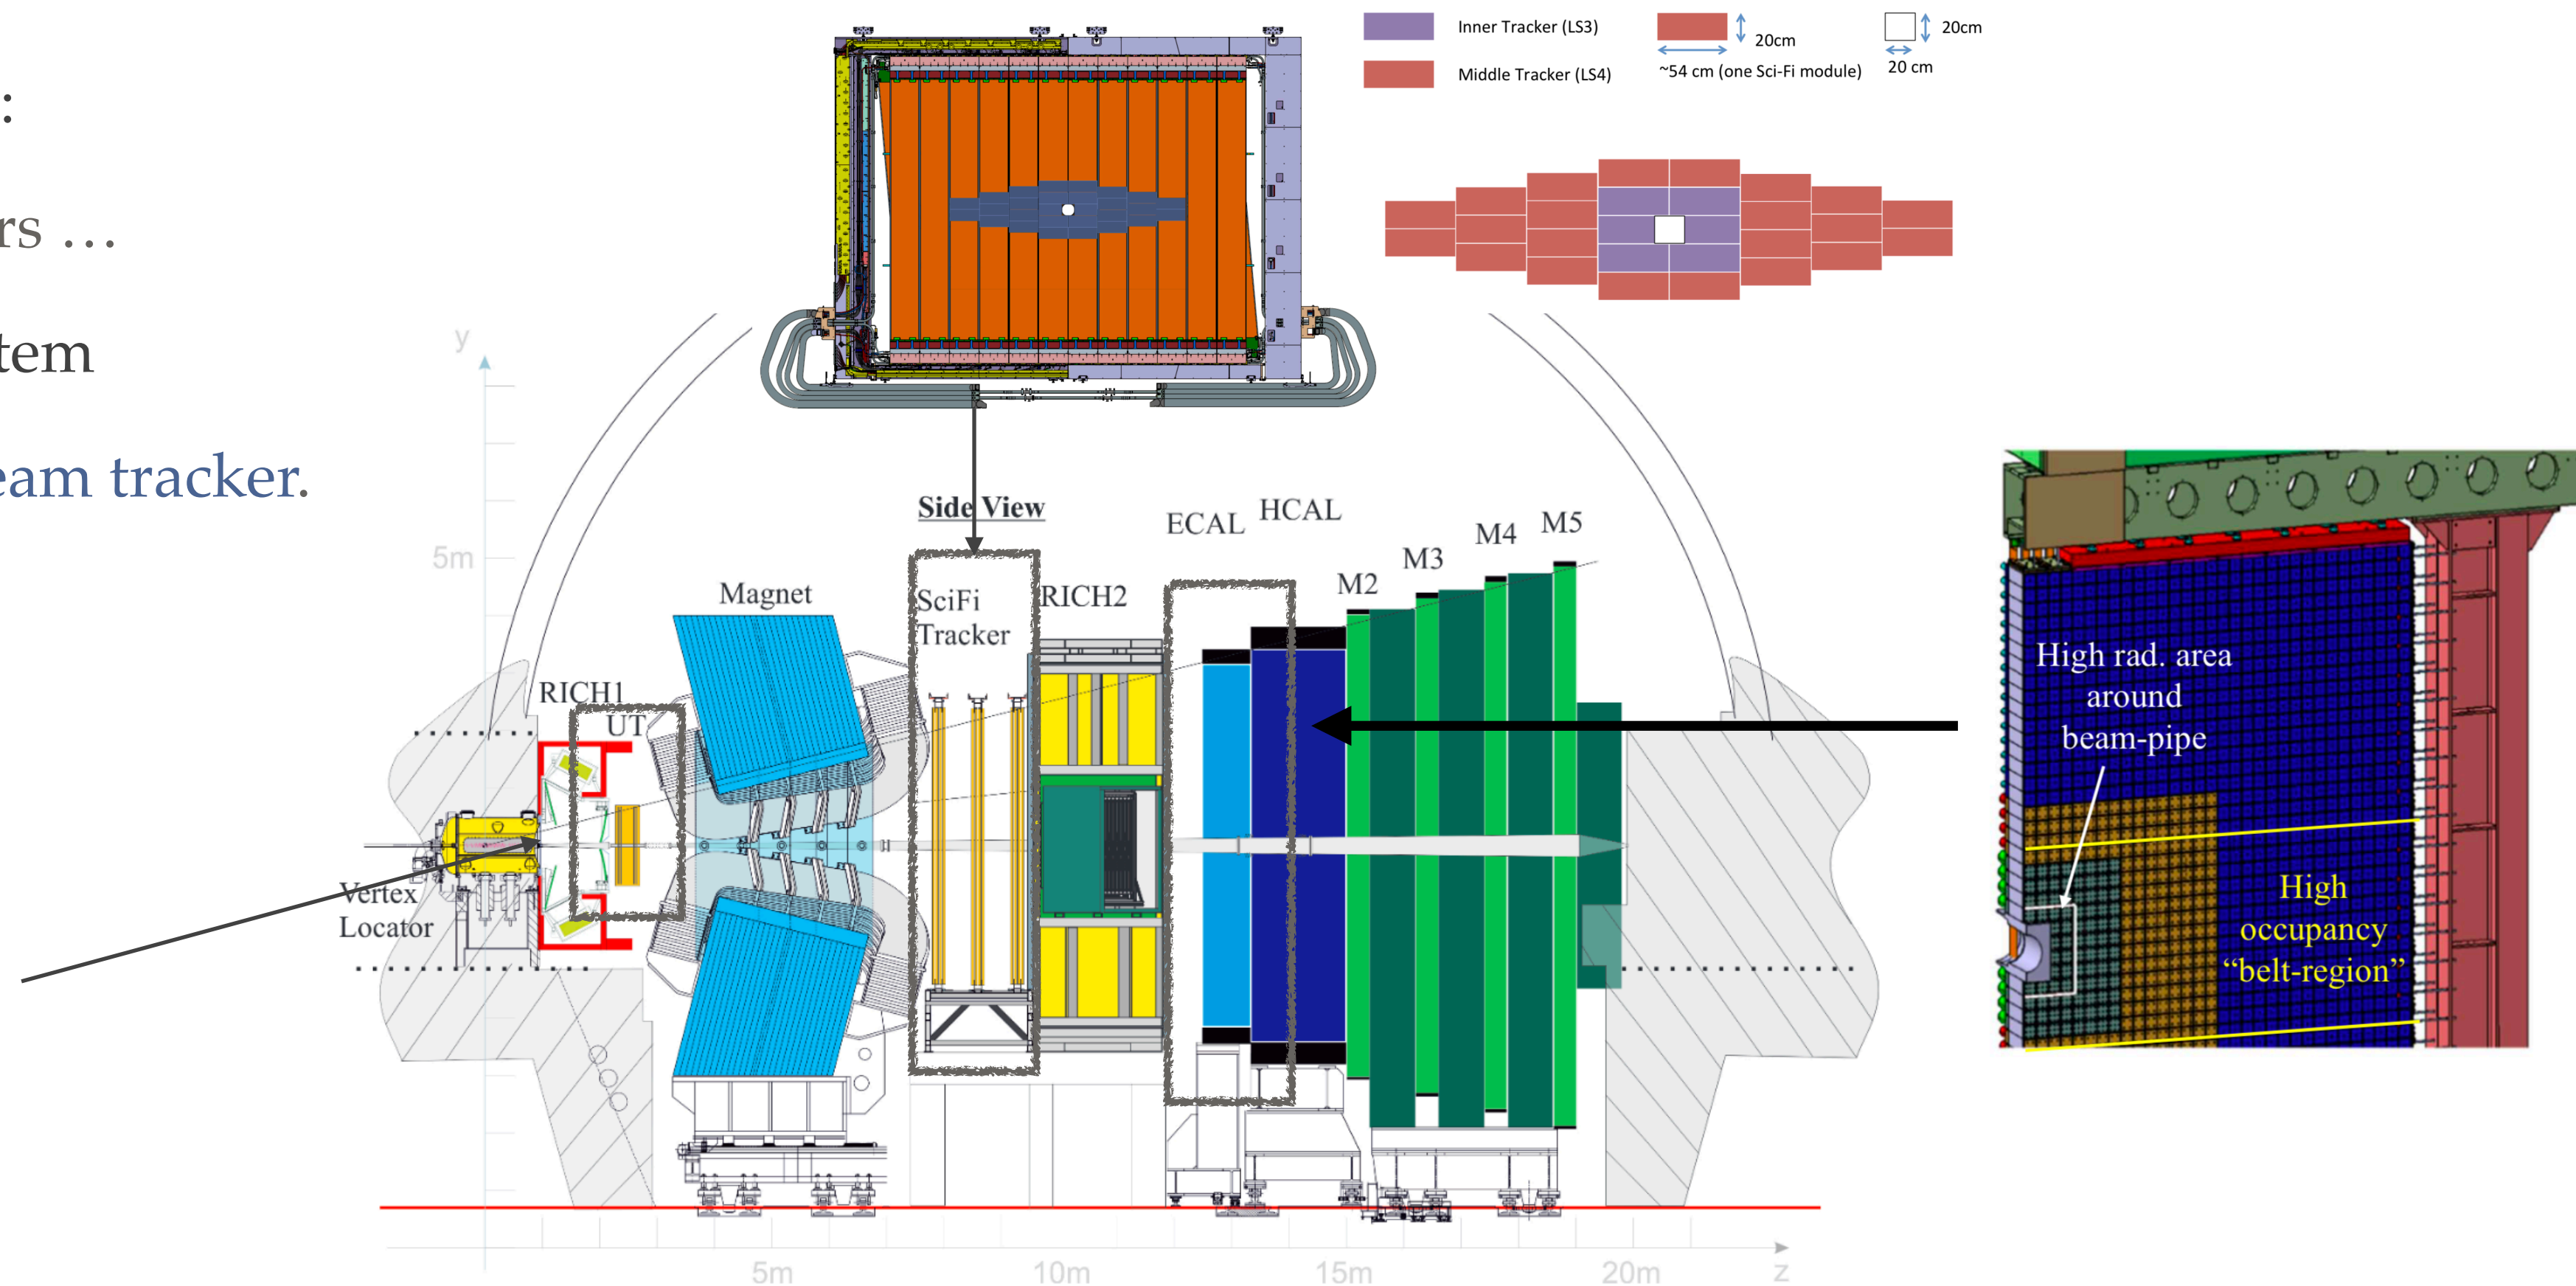 :
rs …
tem
eam tracker.
Inner Tracker (LS3)
Middle Tracker (LS4)
20cm
~54 cm (one Sci-Fi module)
20cm
20 cm
y
5m
Side View
ECAL
HCAL
M2
M3
M4
M5
Magnet
SciFi
Tracker
RICH2
RICH1
UT
Vertex
Locator
High rad. area
around
beam-pipe
High
occupancy
“belt-region”
5m
10m
15m
20m
z